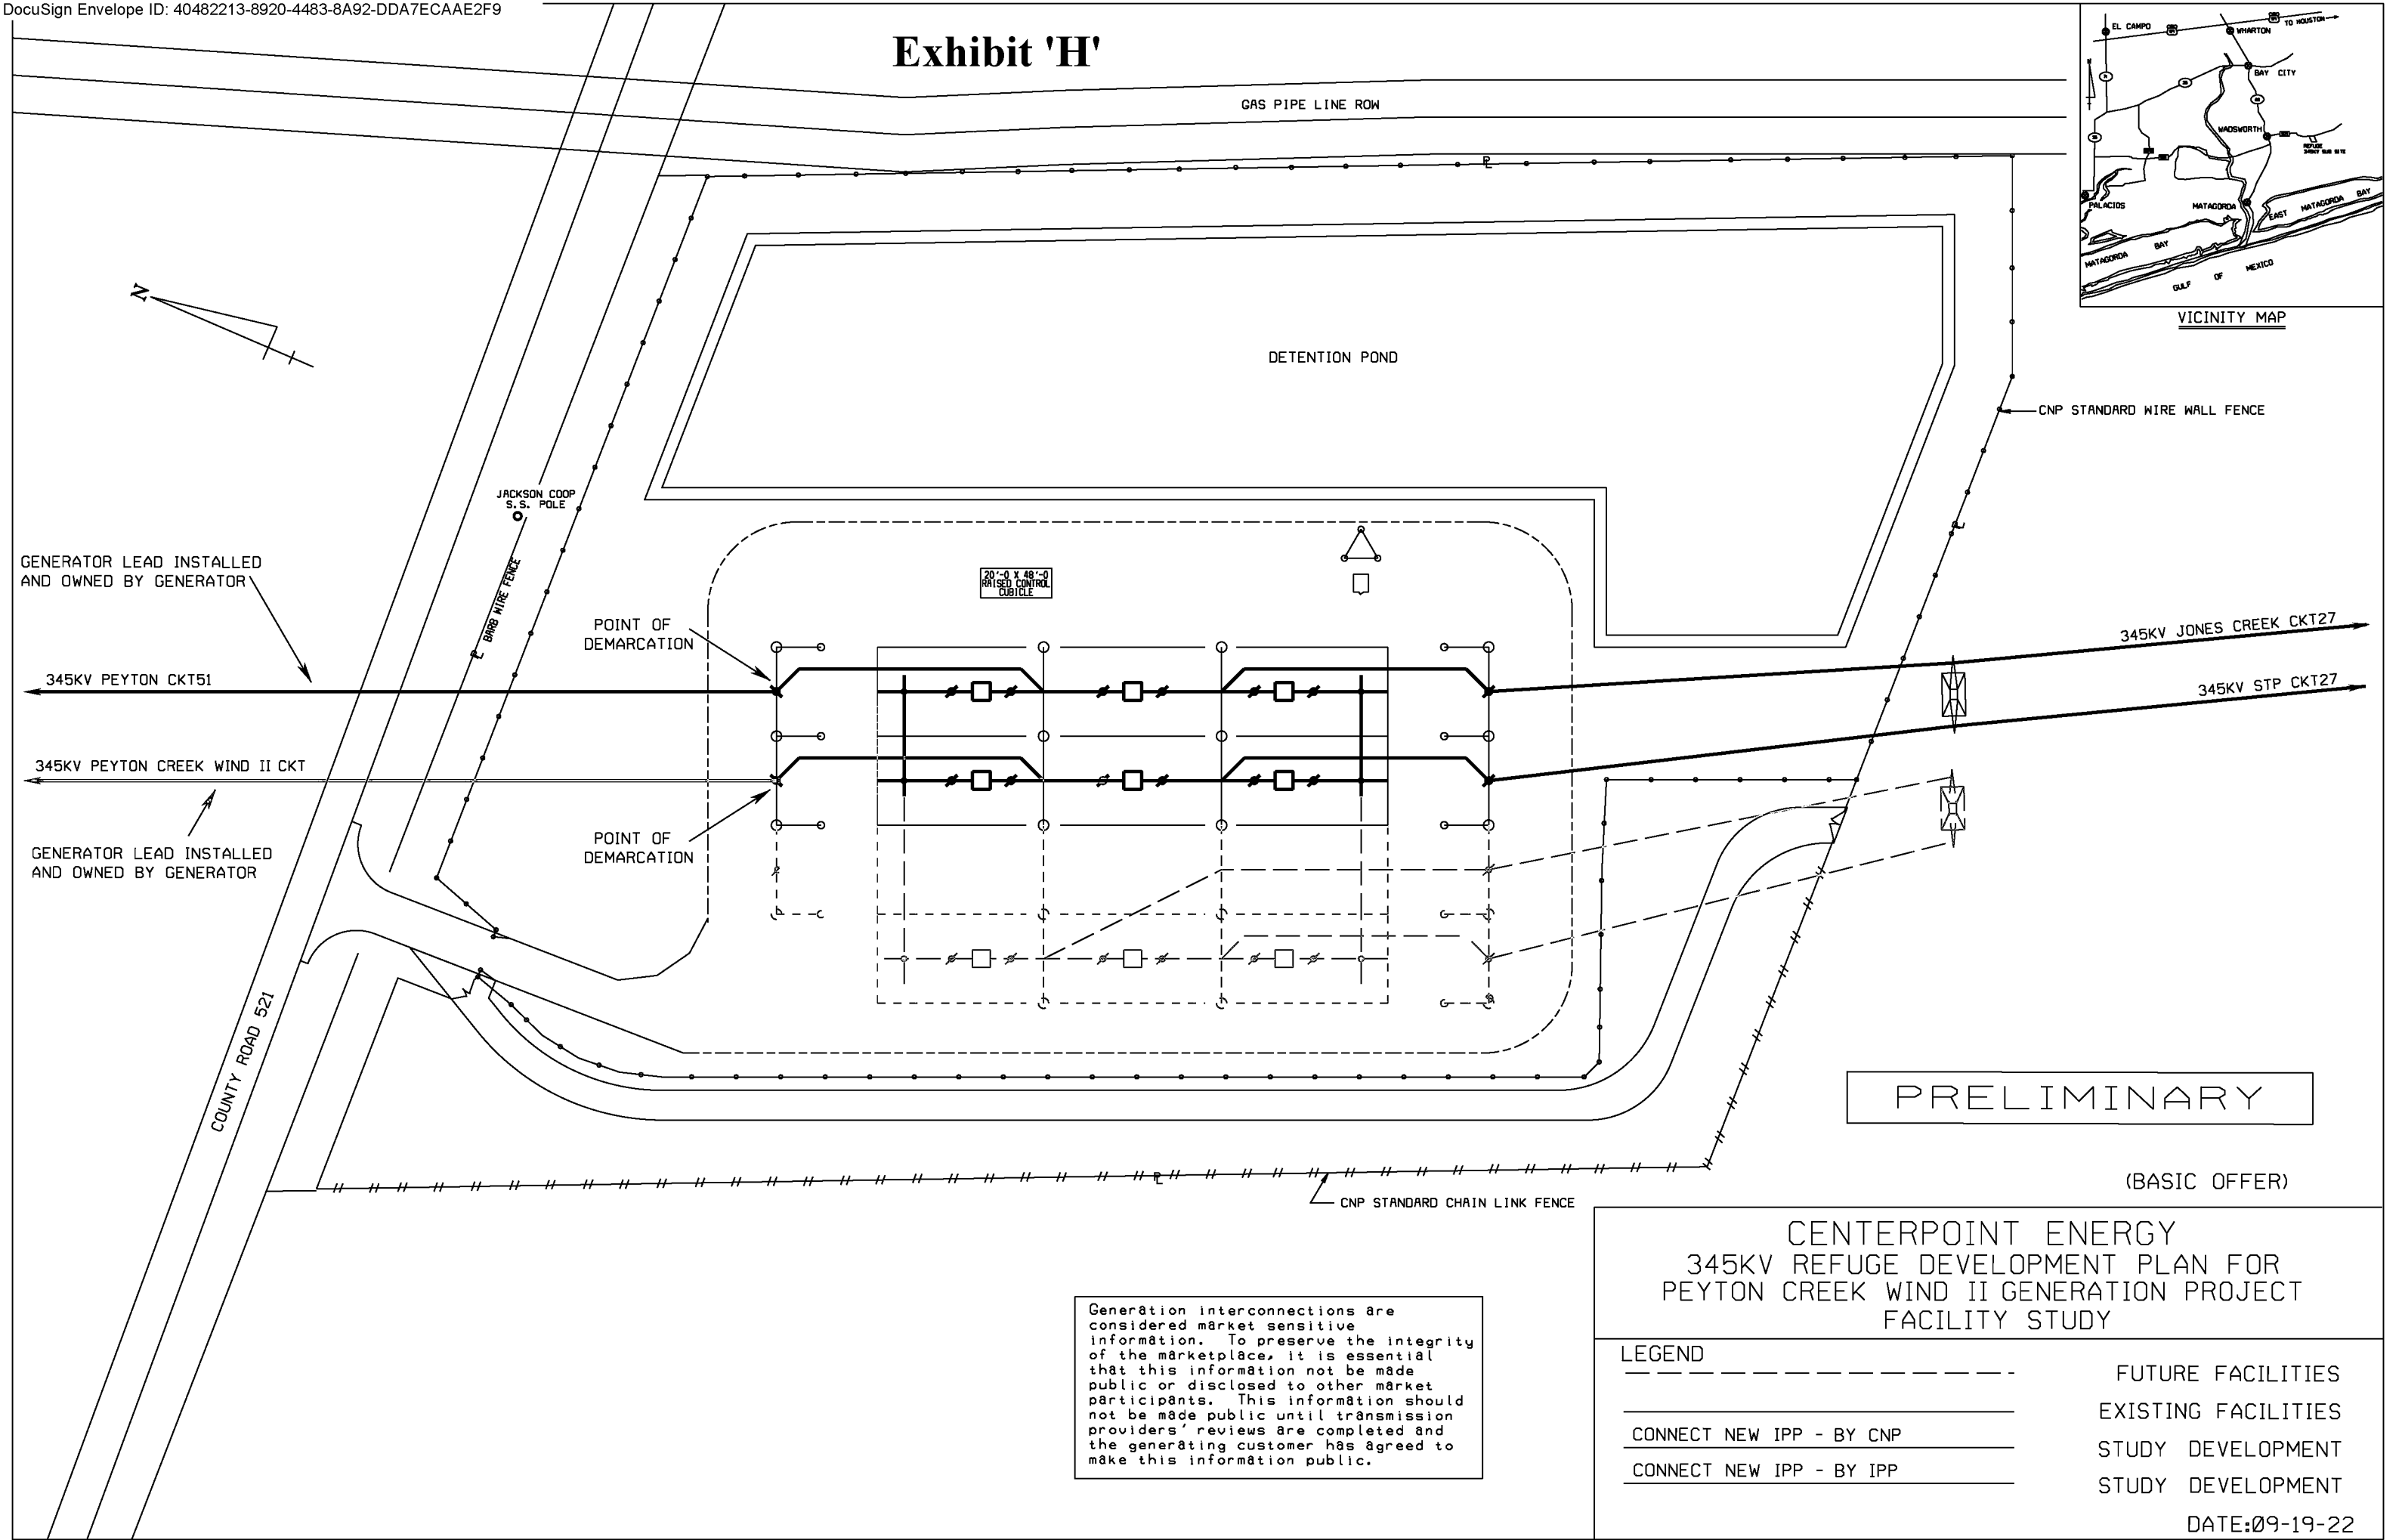 DocuSign Envelope ID: 40482213-8920-4483-8A92-DDA7ECAAE2F9
Exhibit 'H'
GAS PIPE LINE ROW
EL CAMPO
TO HOUSTON
WHARTON
BAY CITY
WADSWORTH
REFUGE
345KV SUB SITE
PALACIOS
MATAGORDA
EAST MATAGORDA BAY
MATAGORDA BAY
GULF OF MEXICO
VICINITY MAP
N
DETENTION POND
CNP STANDARD WIRE WALL FENCE
JACKSON COOP
S.S. POLE
BARB WIRE FENCE
GENERATOR LEAD INSTALLED
AND OWNED BY GENERATOR
20'-0 X 48'-0
RAISED CONTROL
CUBICLE
POINT OF
DEMARCATION
345KV JONES CREEK CKT27
345KV PEYTON CKT51
345KV STP CKT27
345KV PEYTON CREEK WIND II CKT
POINT OF
DEMARCATION
GENERATOR LEAD INSTALLED
AND OWNED BY GENERATOR
COUNTY ROAD 521
PRELIMINARY
(BASIC OFFER)
CNP STANDARD CHAIN LINK FENCE
CENTERPOINT ENERGY
345KV REFUGE DEVELOPMENT PLAN FOR
PEYTON CREEK WIND II GENERATION PROJECT
FACILITY STUDY
Generation interconnections are
considered market sensitive
information. To preserve the integrity
of the marketplace, it is essential
that this information not be made
public or disclosed to other market
participants. This information should
not be made public until transmission
providers' reviews are completed and
the generating customer has agreed to
make this information public.
LEGEND
FUTURE FACILITIES
EXISTING FACILITIES
CONNECT NEW IPP - BY CNP
STUDY DEVELOPMENT
CONNECT NEW IPP - BY IPP
STUDY DEVELOPMENT
DATE:09-19-22